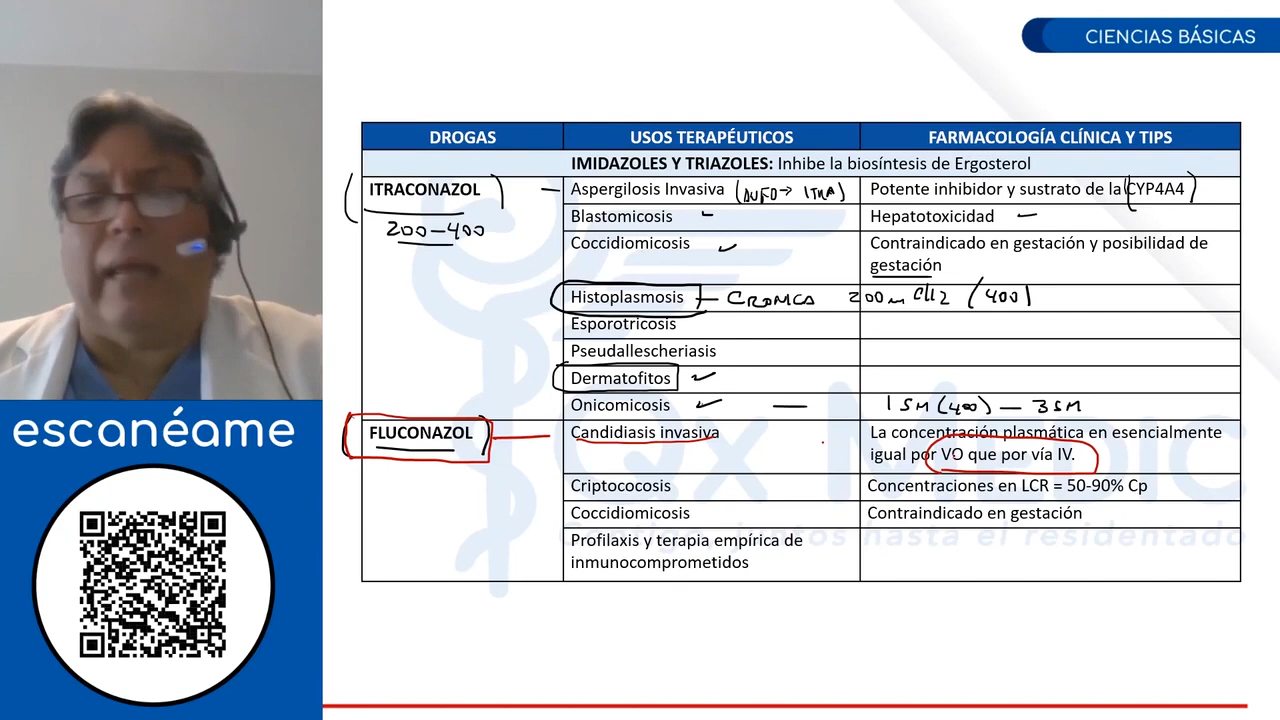 CIENCIAS BÁSICAS
DROGAS USOS TERAPÉUTICOS FARMACOLOGÍA CLÍNICA Y TIPS
IMIDAZOLES Y TRIAZOLES: Inhibe la biosíntesis de Ergosterol
ITRACONAZOL Aspergilosis Invasiva Potente inhibidor y sustrato de la CYP4A4
200-400 Blastomicosis Hepatotoxicidad
Coccidiomicosis Contraindicado en gestación y posibilidad de
gestación
Histoplasmosis — CRONICA 200m c/12 (400)
Esporotricosis
Pseudallescheriasis
Dermatofitos
Onicomicosis — 1 SM (400) — 3 SM
FLUCONAZOL Candidiasis invasiva La concentración plasmática en esencialmente
igual por VO que por vía IV.
Criptococosis Concentraciones en LCR = 50-90% Cp
Coccidiomicosis Contraindicado en gestación
Profilaxis y terapia empírica de
inmunocomprometidos
escanéame